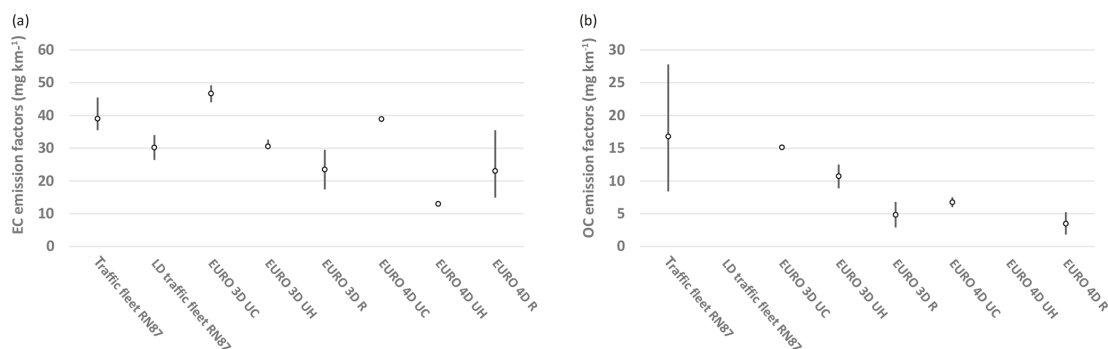 (a)
EC emission factors (mg km-¹)
60
50
40
30
20
10
0
Traffic fleet RN87
LD traffic fleet RN87
EURO 3D UC
EURO 3D UH
EURO 3D R
EURO 4D UC
EURO 4D UH
EURO 4D R
(b)
OC emission factors (mg km⁻¹)
30
25
20
15
10
5
0
Traffic fleet RN87
LD traffic fleet RN87
EURO 3D UC
EURO 3D UH
EURO 3D R
EURO 4D UC
EURO 4D UH
EURO 4D R